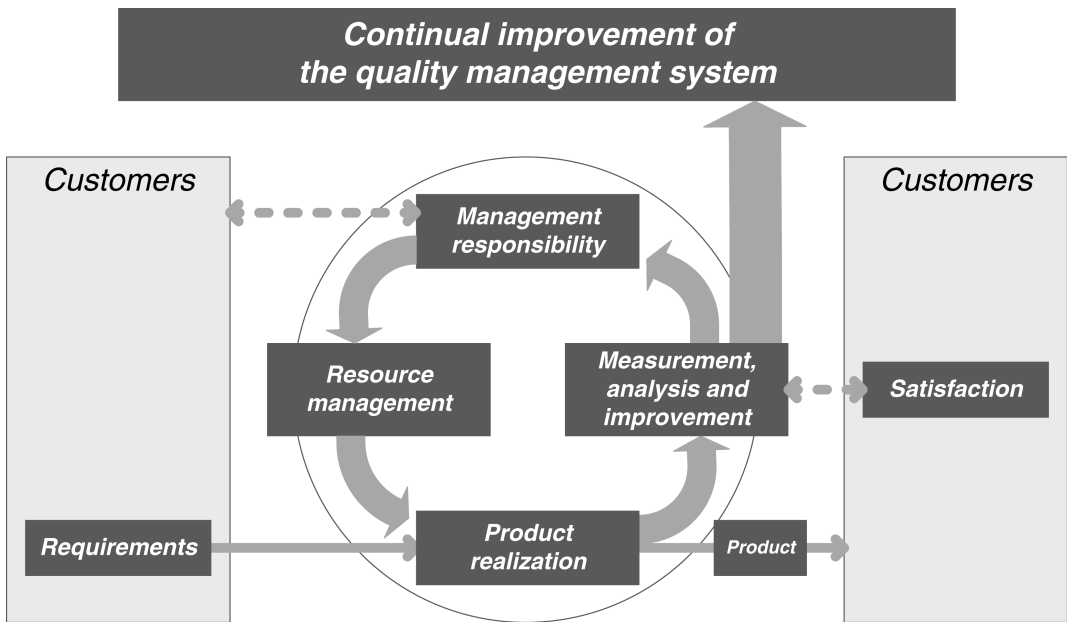 Continual improvement of
the quality management system
Customers
Customers
Management
responsibility
Resource
management
Measurement,
analysis and
improvement
Satisfaction
Requirements
Product
realization
Product